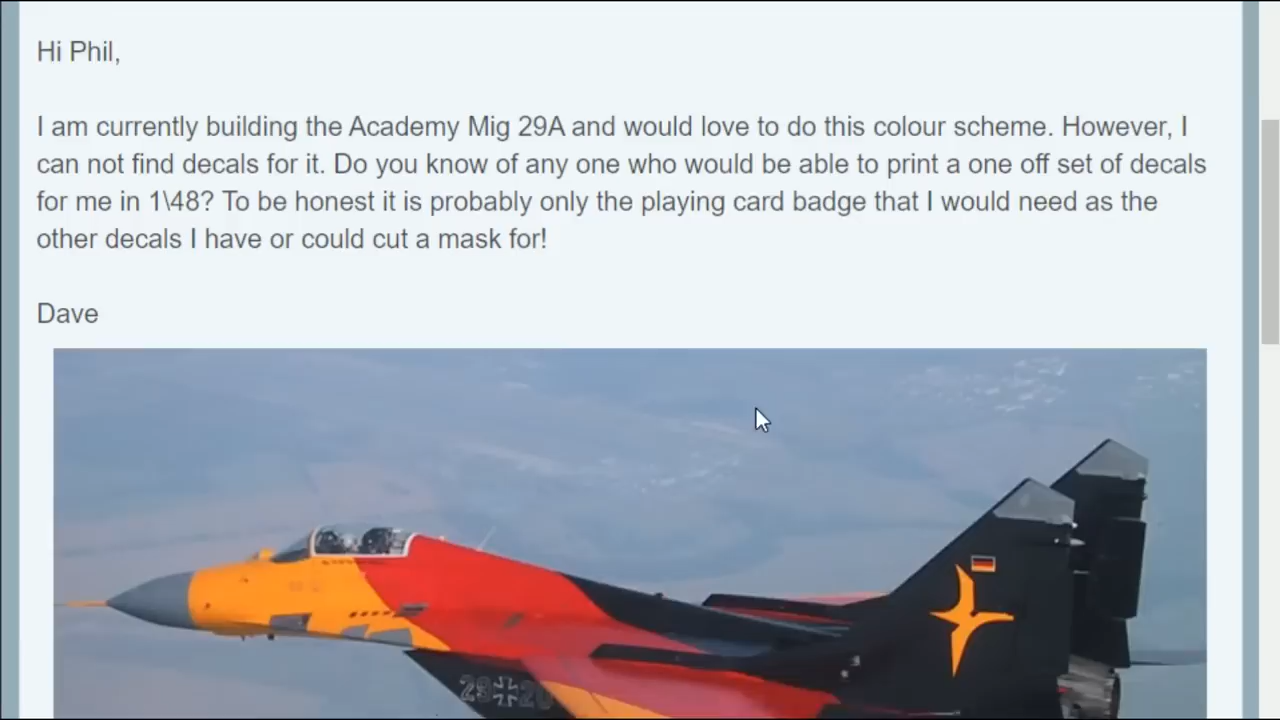 Hi Phil,
I am currently building the Academy Mig 29A and would love to do this colour scheme. However, I
can not find decals for it. Do you know of any one who would be able to print a one off set of decals
for me in 1\48? To be honest it is probably only the playing card badge that I would need as the
other decals I have or could cut a mask for!
Dave
29 20